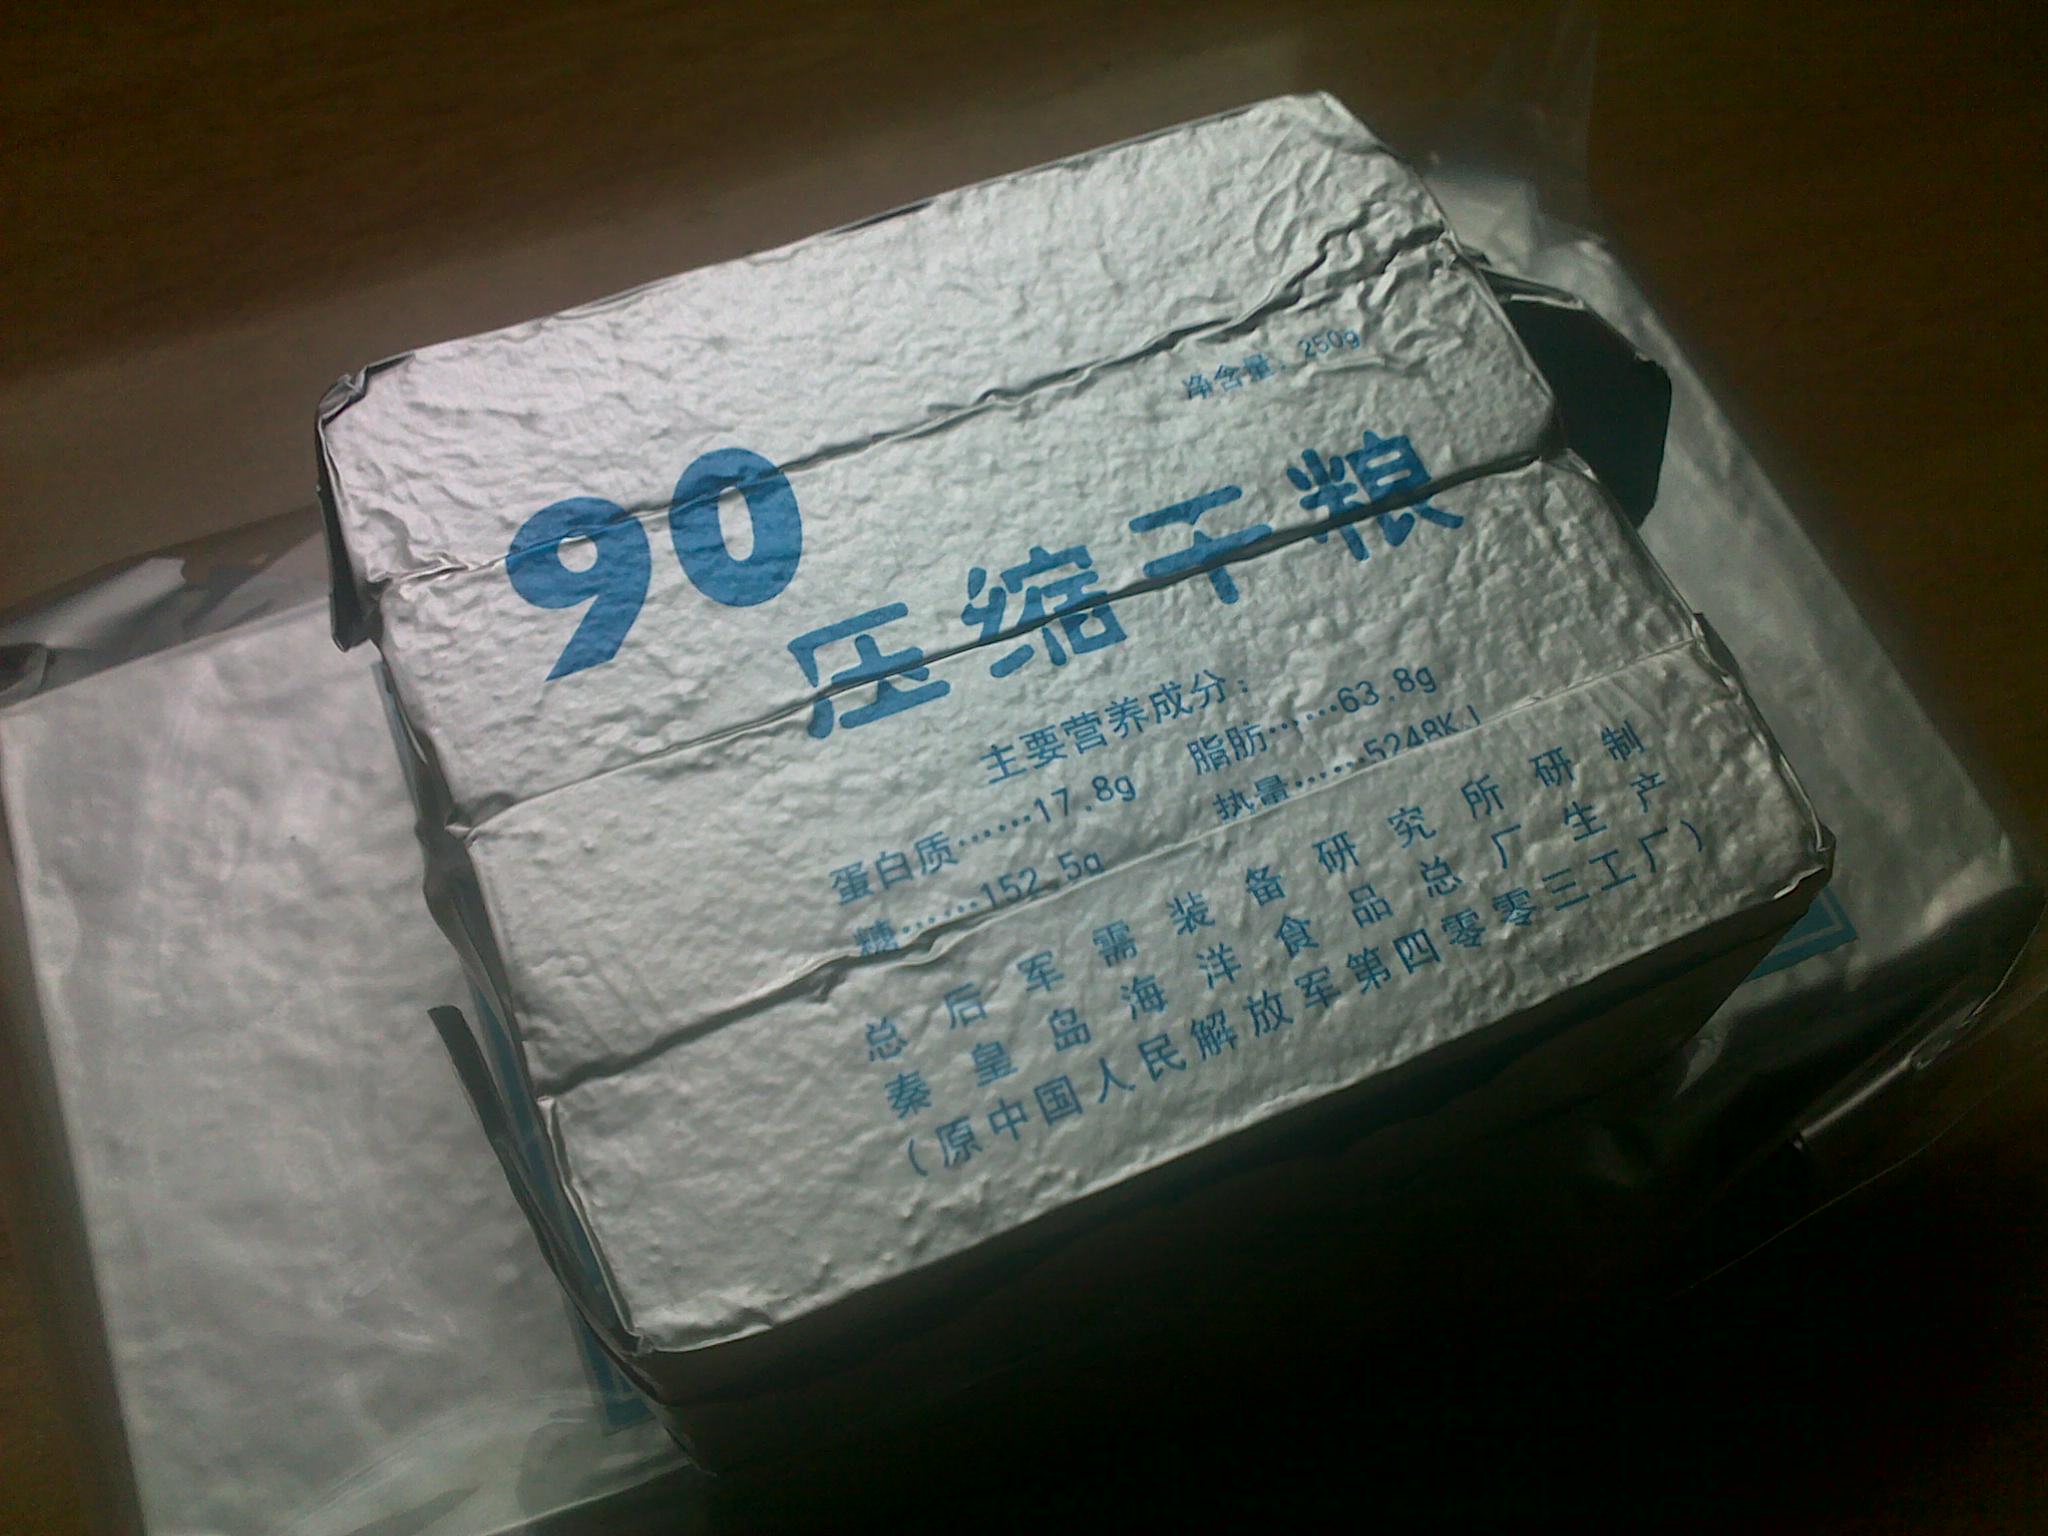 净含量：250g
90压缩干粮
主要营养成分：
蛋白质……17.8g 脂肪……63.8g
糖……152.5g 热量……5248KJ
总后军需装备研究所研制
秦皇岛海洋食品总厂生产
(原中国人民解放军第四零零三工厂)